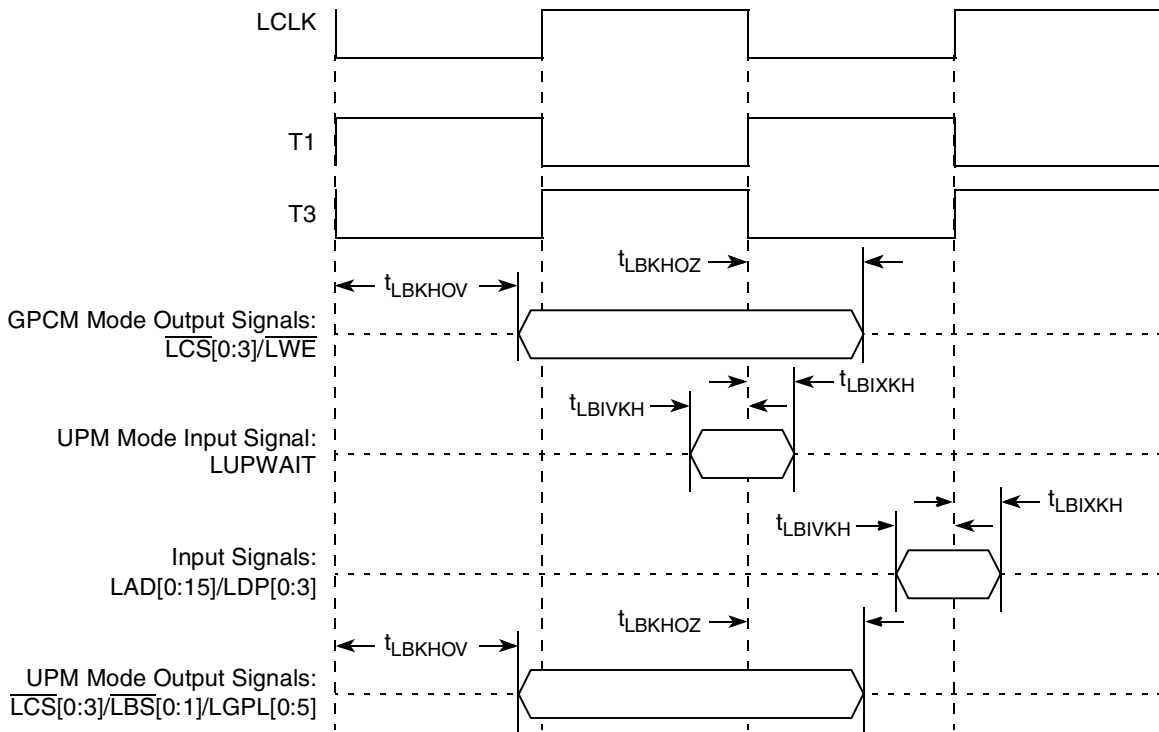 LCLK
T1
T3
tLBKHOZ
tLBKHOV
GPCM Mode Output Signals:
LCS[0:3]/LWE
tLBIXKH
tLBIVKH
UPM Mode Input Signal:
LUPWAIT
tLBIXKH
tLBIVKH
Input Signals:
LAD[0:15]/LDP[0:3]
tLBKHOZ
tLBKHOV
UPM Mode Output Signals:
LCS[0:3]/LBS[0:1]/LGPL[0:5]